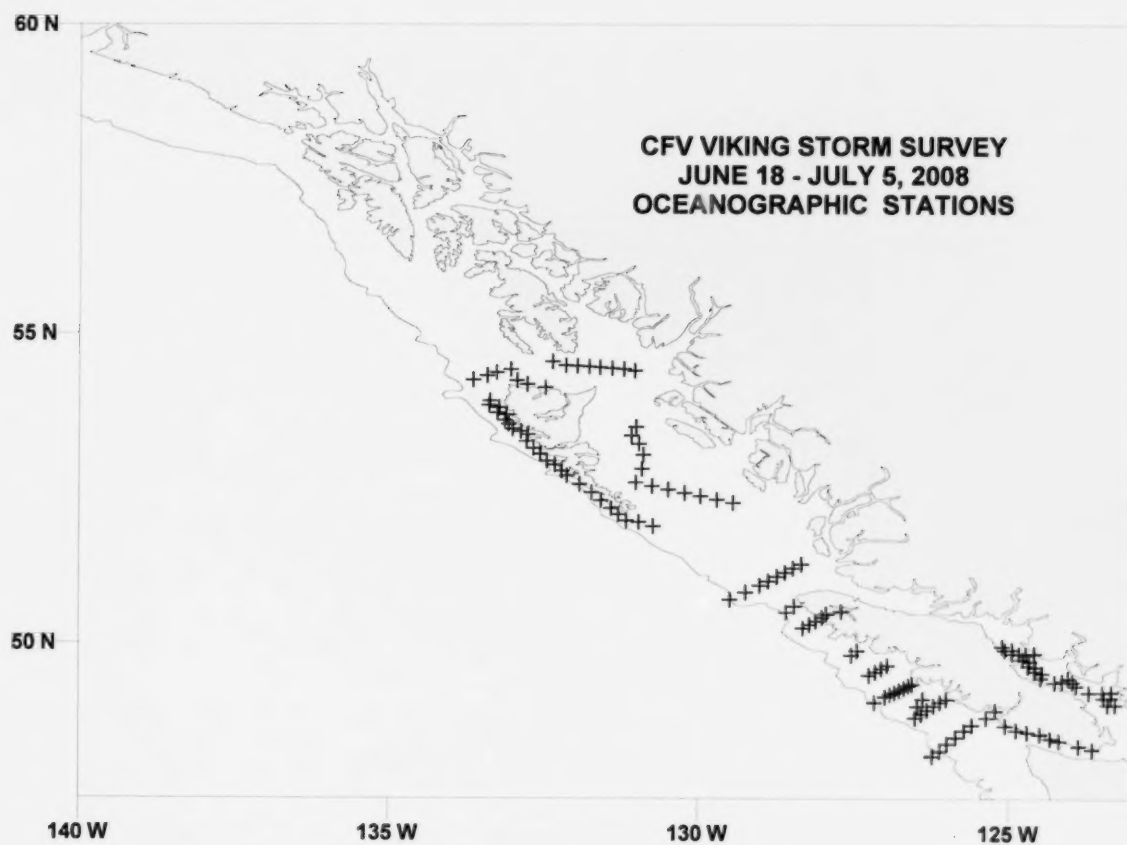 60 N
CFV VIKING STORM SURVEY
JUNE 18 - JULY 5, 2008
OCEANOGRAPHIC STATIONS
55 N
50 N
140 W
135 W
130 W
125 W